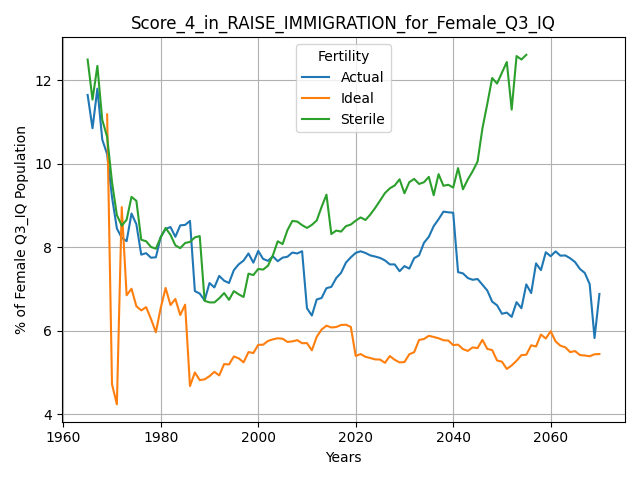 Score_4_in_RAISE_IMMIGRATION_for_Female_Q3_IQ
Fertility
Actual
Ideal
Sterile
% of Female Q3_IQ Population
12
10
8
6
4
1960
1980
2000
2020
2040
2060
Years